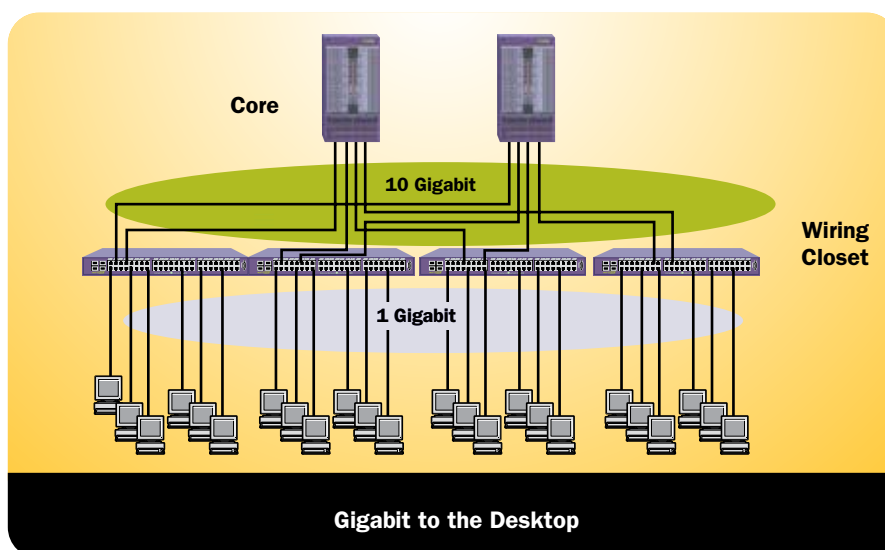 Core
10 Gigabit
Wiring
Closet
1 Gigabit
Gigabit to the Desktop